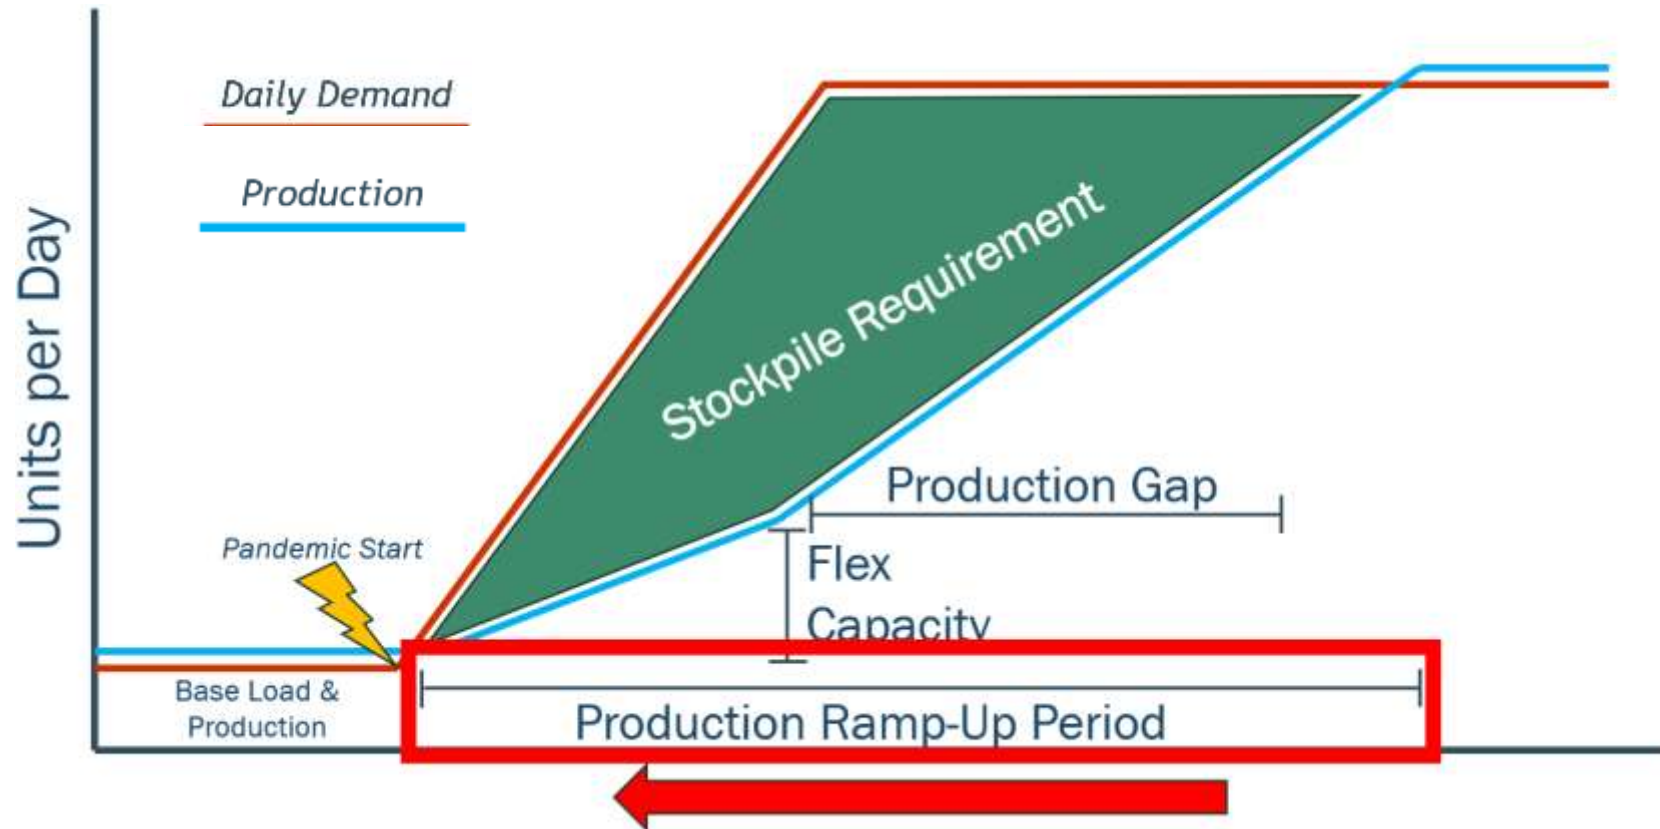 Daily Demand
Production
Units per Day
Stockpile Requirement
Production Gap
Pandemic Start
Flex
Capacity
Base Load &
Production
Production Ramp-Up Period